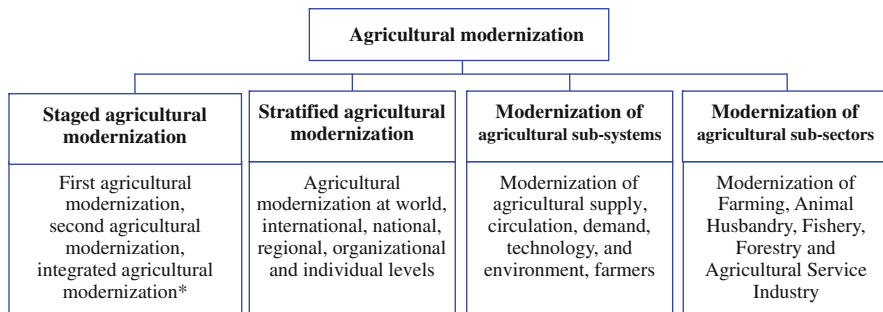 Agricultural modernization
Staged agricultural
modernization
First agricultural
modernization,
second agricultural
modernization,
integrated agricultural
modernization*
Stratified agricultural
modernization
Agricultural
modernization at world,
international, national,
regional, organizational
and individual levels
Modernization of
agricultural sub-systems
Modernization of
agricultural supply,
circulation, demand,
technology, and
environment, farmers
Modernization of
agricultural sub-sectors
Modernization of
Farming, Animal
Husbandry, Fishery,
Forestry and
Agricultural Service
Industry